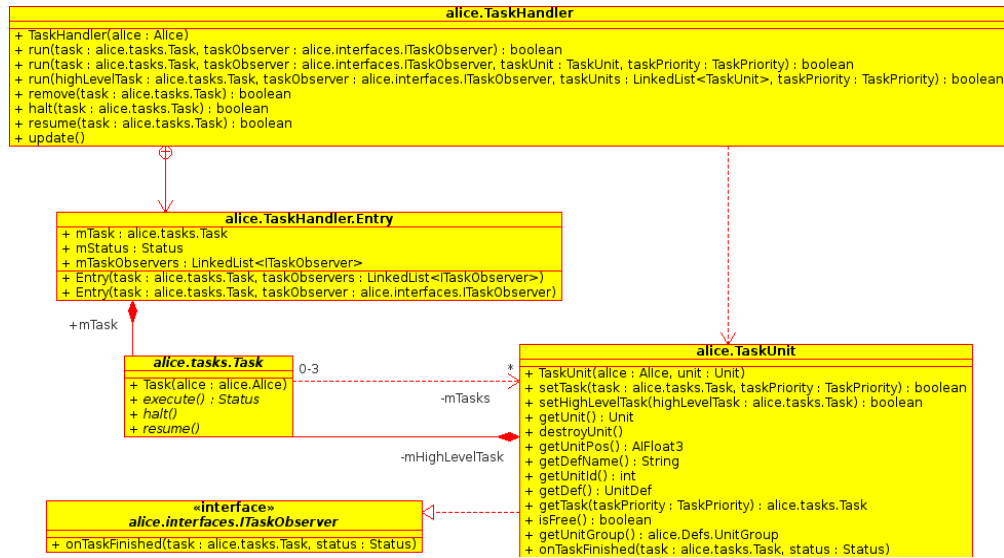 alice.TaskHandler
+ TaskHandler(alice : Alice)
+ run(task : alice.tasks.Task, taskObserver : alice.interfaces.ITaskObserver) : boolean
+ run(task : alice.tasks.Task, taskObserver : alice.interfaces.ITaskObserver, taskUnit : TaskUnit, taskPriority : TaskPriority) : boolean
+ run(highLevelTask : alice.tasks.Task, taskObserver : alice.interfaces.ITaskObserver, taskUnits : LinkedList<TaskUnit>, taskPriority : TaskPriority) : boolean
+ remove(task : alice.tasks.Task) : boolean
+ halt(task : alice.tasks.Task) : boolean
+ resume(task : alice.tasks.Task) : boolean
+ update()
alice.TaskHandler.Entry
+ mTask : alice.tasks.Task
+ mStatus : Status
+ mTaskObservers : LinkedList<ITaskObserver>
+ Entry(task : alice.tasks.Task, taskObservers : LinkedList<ITaskObserver>)
+ Entry(task : alice.tasks.Task, taskObserver : alice.interfaces.ITaskObserver)
+mTask
alice.tasks.Task
+ Task(alice : alice.Alice)
+ execute() : Status
+ halt()
+ resume()
0-3
*
-mTasks
-mHighLevelTask
alice.TaskUnit
+ TaskUnit(alice : Alice, unit : Unit)
+ setTask(task : alice.tasks.Task, taskPriority : TaskPriority) : boolean
+ setHighLevelTask(highLevelTask : alice.tasks.Task) : boolean
+ getUnit() : Unit
+ destroyUnit()
+ getUnitPos() : AIFloat3
+ getDefName() : String
+ getUnitId() : int
+ getDef() : UnitDef
+ getTask(taskPriority : TaskPriority) : alice.tasks.Task
+ isFree() : boolean
+ getUnitGroup() : alice.Defs.UnitGroup
+ onTaskFinished(task : alice.tasks.Task, status : Status)
«interface»
alice.interfaces.ITaskObserver
+ onTaskFinished(task : alice.tasks.Task, status : Status)